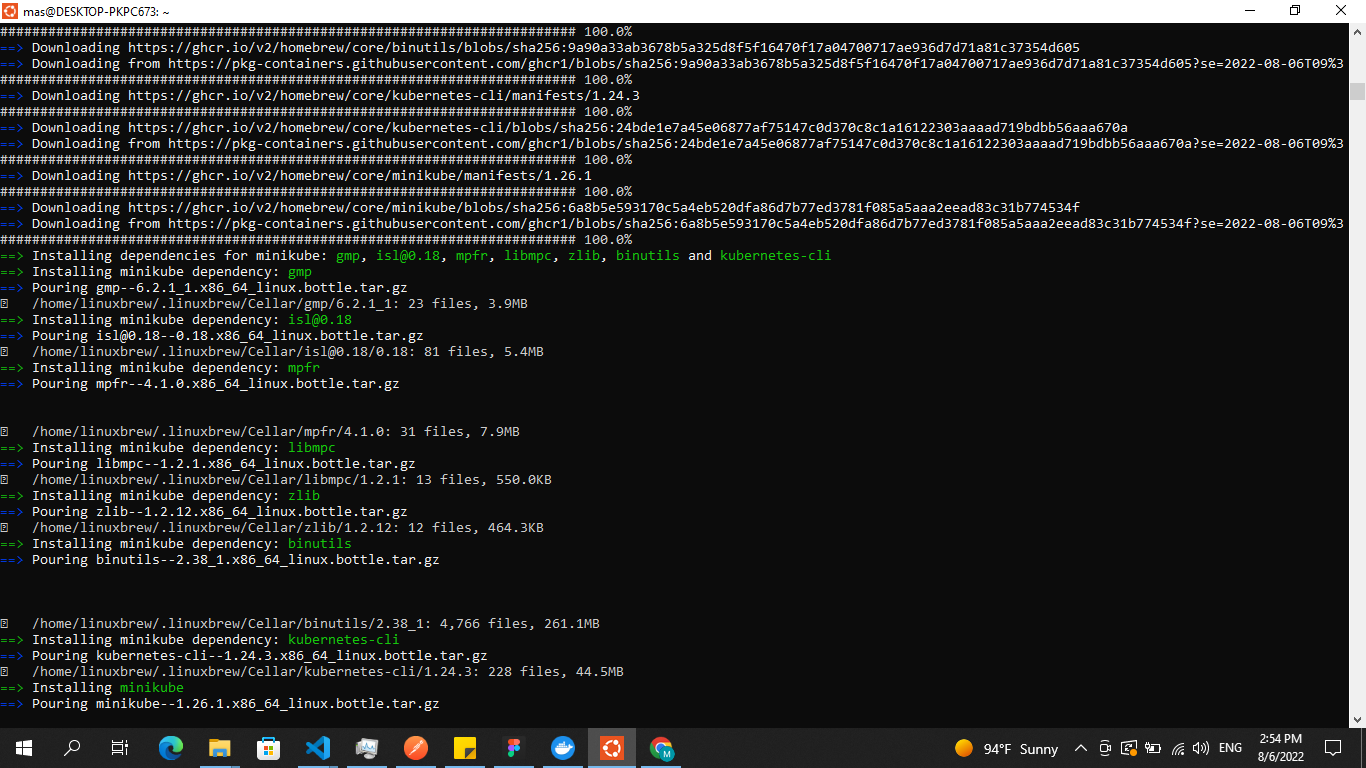 mas@DESKTOP-PKPC673: ~
######################################################################## 100.0%
==> Downloading https://ghcr.io/v2/homebrew/core/binutils/blobs/sha256:9a90a33ab3678b5a325d8f5f16470f17a04700717ae936d7d71a81c37354d605
==> Downloading from https://pkg-containers.githubusercontent.com/ghcr1/blobs/sha256:9a90a33ab3678b5a325d8f5f16470f17a04700717ae936d7d71a81c37354d605?se=2022-08-06T09%3
######################################################################## 100.0%
==> Downloading https://ghcr.io/v2/homebrew/core/kubernetes-cli/manifests/1.24.3
######################################################################## 100.0%
==> Downloading https://ghcr.io/v2/homebrew/core/kubernetes-cli/blobs/sha256:24bde1e7a45e06877af75147c0d370c8c1a16122303aaaad719bdbb56aaa670a
==> Downloading from https://pkg-containers.githubusercontent.com/ghcr1/blobs/sha256:24bde1e7a45e06877af75147c0d370c8c1a16122303aaaad719bdbb56aaa670a?se=2022-08-06T09%3
######################################################################## 100.0%
==> Downloading https://ghcr.io/v2/homebrew/core/minikube/manifests/1.26.1
######################################################################## 100.0%
==> Downloading https://ghcr.io/v2/homebrew/core/minikube/blobs/sha256:6a8b5e593170c5a4eb520dfa86d7b77ed3781f085a5aaa2eead83c31b774534f
==> Downloading from https://pkg-containers.githubusercontent.com/ghcr1/blobs/sha256:6a8b5e593170c5a4eb520dfa86d7b77ed3781f085a5aaa2eead83c31b774534f?se=2022-08-06T09%3
######################################################################## 100.0%
==> Installing dependencies for minikube: gmp, isl@0.18, mpfr, libmpc, zlib, binutils and kubernetes-cli
==> Installing minikube dependency: gmp
==> Pouring gmp--6.2.1_1.x86_64_linux.bottle.tar.gz
/home/linuxbrew/.linuxbrew/Cellar/gmp/6.2.1_1: 23 files, 3.9MB
==> Installing minikube dependency: isl@0.18
==> Pouring isl@0.18--0.18.x86_64_linux.bottle.tar.gz
/home/linuxbrew/.linuxbrew/Cellar/isl@0.18/0.18: 81 files, 5.4MB
==> Installing minikube dependency: mpfr
==> Pouring mpfr--4.1.0.x86_64_linux.bottle.tar.gz
/home/linuxbrew/.linuxbrew/Cellar/mpfr/4.1.0: 31 files, 7.9MB
==> Installing minikube dependency: libmpc
==> Pouring libmpc--1.2.1.x86_64_linux.bottle.tar.gz
/home/linuxbrew/.linuxbrew/Cellar/libmpc/1.2.1: 13 files, 550.0KB
==> Installing minikube dependency: zlib
==> Pouring zlib--1.2.12.x86_64_linux.bottle.tar.gz
/home/linuxbrew/.linuxbrew/Cellar/zlib/1.2.12: 12 files, 464.3KB
==> Installing minikube dependency: binutils
==> Pouring binutils--2.38_1.x86_64_linux.bottle.tar.gz
/home/linuxbrew/.linuxbrew/Cellar/binutils/2.38_1: 4,766 files, 261.1MB
==> Installing minikube dependency: kubernetes-cli
==> Pouring kubernetes-cli--1.24.3.x86_64_linux.bottle.tar.gz
/home/linuxbrew/.linuxbrew/Cellar/kubernetes-cli/1.24.3: 228 files, 44.5MB
==> Installing minikube
==> Pouring minikube--1.26.1.x86_64_linux.bottle.tar.gz
94°F Sunny
ENG
2:54 PM
8/6/2022